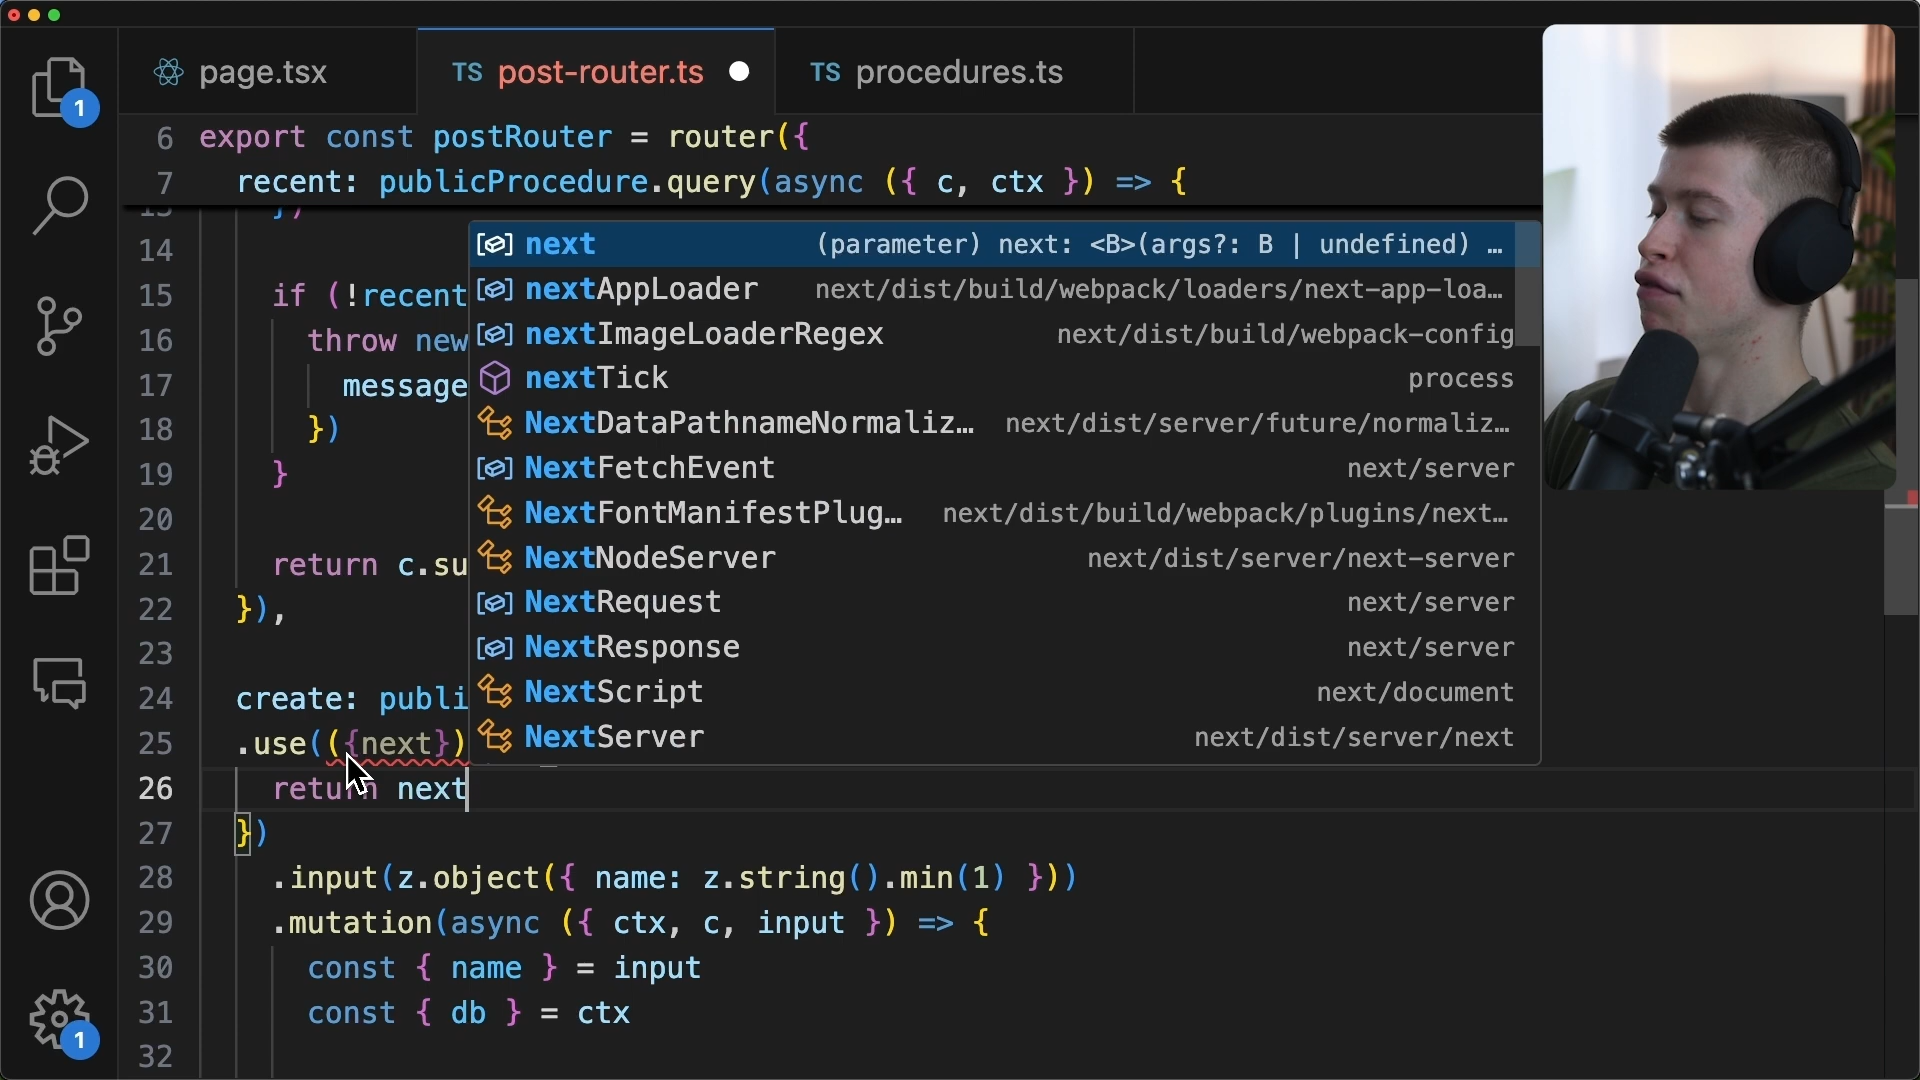 page.tsx
TS post-router.ts
TS procedures.ts
1
6 export const postRouter = router({
7 recent: publicProcedure.query(async ({ c, ctx }) => {
14
15 if (!recent
16 throw new
17 message
18 })
19 }
20
21 return c.su
22 }),
23
24 create: publi
25 .use(({next})
26 return next
27 })
28 .input(z.object({ name: z.string().min(1) }))
29 .mutation(async ({ ctx, c, input }) => {
30 const { name } = input
31 const { db } = ctx
32
next (parameter) next: <B>(args?: B | undefined) …
nextAppLoader next/dist/build/webpack/loaders/next-app-loa…
nextImageLoaderRegex next/dist/build/webpack-config
nextTick process
NextDataPathnameNormaliz… next/dist/server/future/normaliz…
NextFetchEvent next/server
NextFontManifestPlug… next/dist/build/webpack/plugins/next…
NextNodeServer next/dist/server/next-server
NextRequest next/server
NextResponse next/server
NextScript next/document
NextServer next/dist/server/next
1